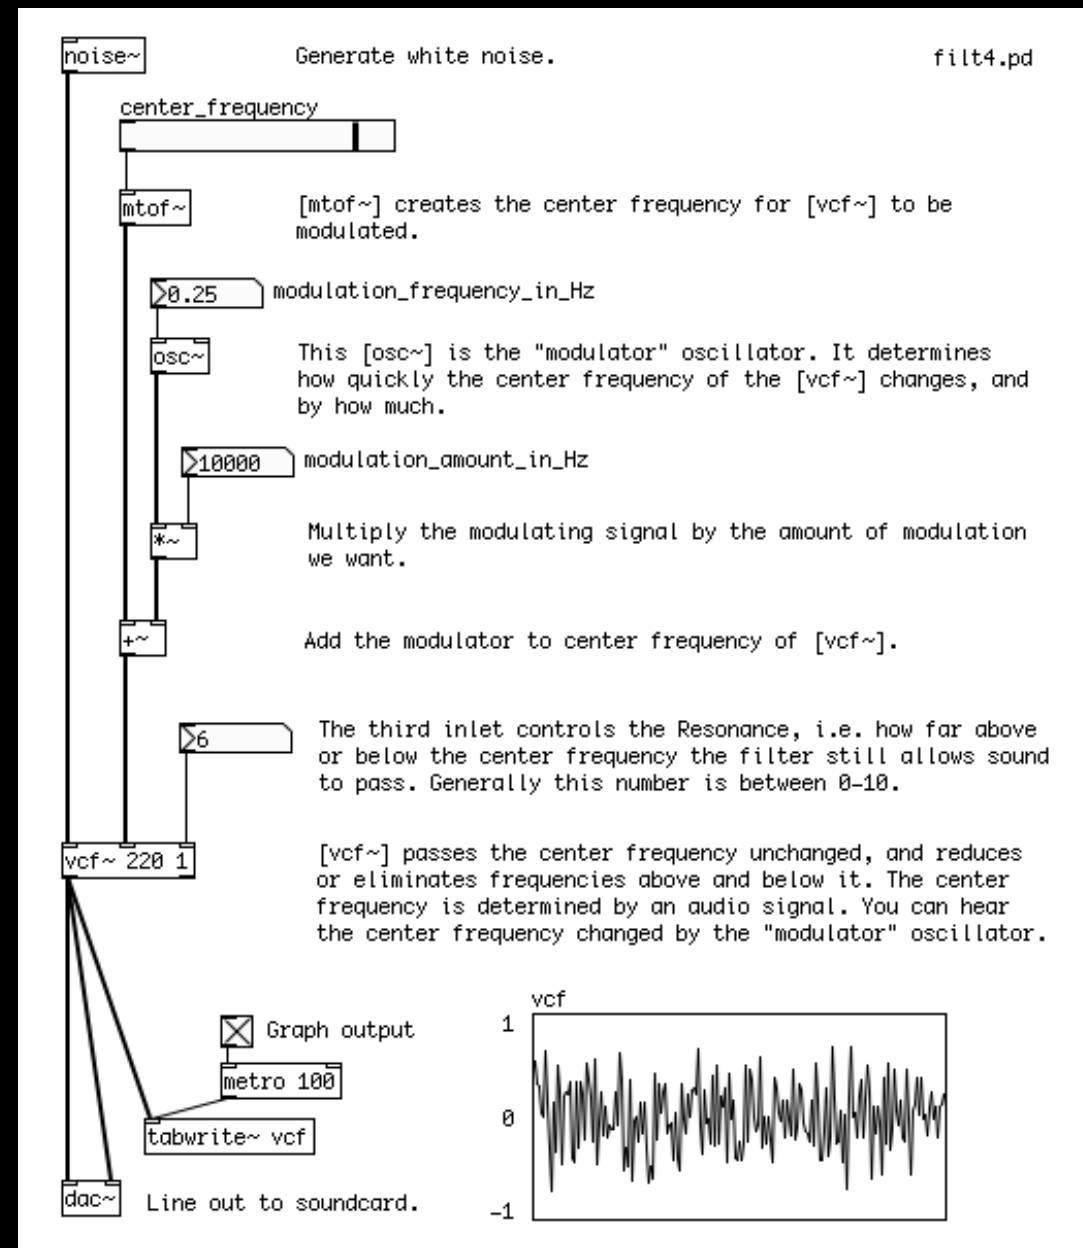 noise~
Generate white noise.
filt4.pd
center_frequency
mtof~
[mtof~] creates the center frequency for [vcf~] to be
modulated.
0.25
modulation_frequency_in_Hz
osc~
This [osc~] is the "modulator" oscillator. It determines
how quickly the center frequency of the [vcf~] changes, and
by how much.
10000
modulation_amount_in_Hz
*~
Multiply the modulating signal by the amount of modulation
we want.
+~
Add the modulator to center frequency of [vcf~].
6
The third inlet controls the Resonance, i.e. how far above
or below the center frequency the filter still allows sound
to pass. Generally this number is between 0-10.
vcf~ 220 1
[vcf~] passes the center frequency unchanged, and reduces
or eliminates frequencies above and below it. The center
frequency is determined by an audio signal. You can hear
the center frequency changed by the "modulator" oscillator.
Graph output
metro 100
tabwrite~ vcf
dac~
Line out to soundcard.
vcf
1
0
-1